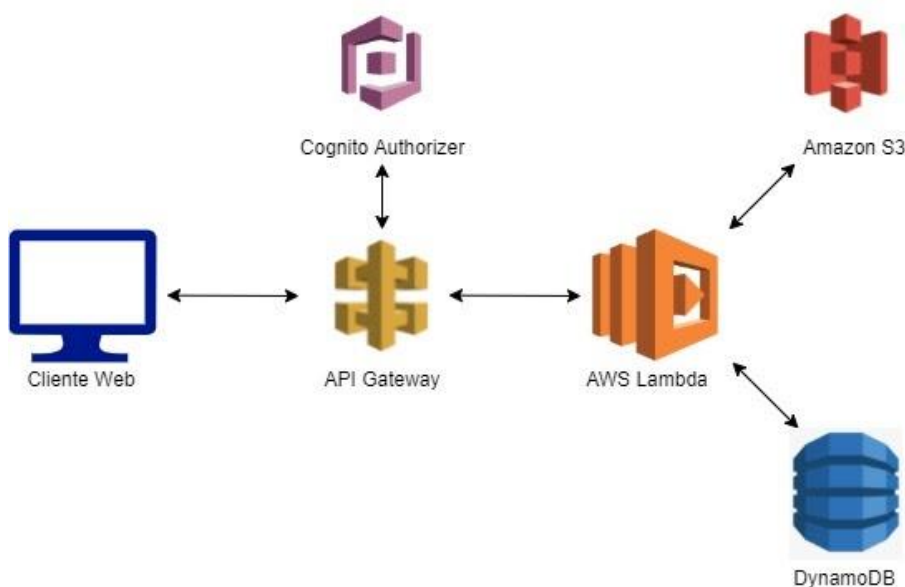 Cognito Authorizer
Amazon S3
Cliente Web
API Gateway
AWS Lambda
DynamoDB